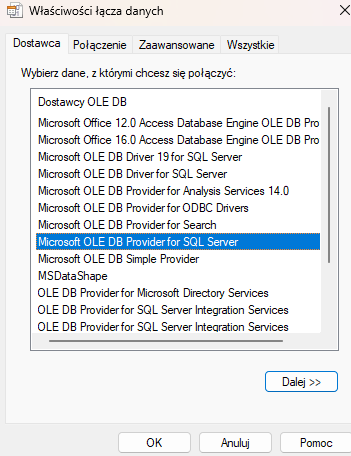 Właściwości łącza danych
Dostawca Połączenie Zaawansowane Wszystkie
Wybierz dane, z którymi chcesz się połączyć:
Dostawcy OLE DB
Microsoft Office 12.0 Access Database Engine OLE DB Pro
Microsoft Office 16.0 Access Database Engine OLE DB Pro
Microsoft OLE DB Driver 19 for SQL Server
Microsoft OLE DB Driver for SQL Server
Microsoft OLE DB Provider for Analysis Services 14.0
Microsoft OLE DB Provider for ODBC Drivers
Microsoft OLE DB Provider for Search
Microsoft OLE DB Provider for SQL Server
Microsoft OLE DB Simple Provider
MSDataShape
OLE DB Provider for Microsoft Directory Services
OLE DB Provider for SQL Server Integration Services
OLE DB Provider for SQL Server Integration Services
Dalej >>
OK Anuluj Pomoc